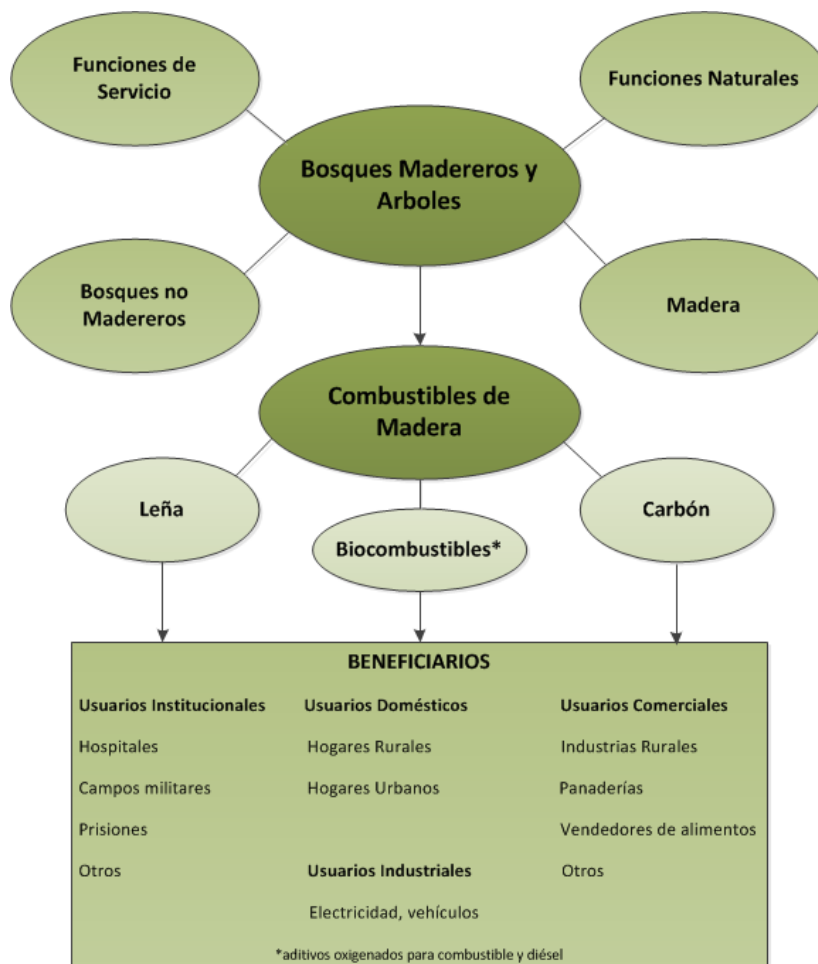 Funciones de
Servicio
Funciones Naturales
Bosques Madereros y
Arboles
Bosques no
Madereros
Madera
Combustibles de
Madera
Leña
Biocombustibles*
Carbón
BENEFICIARIOS
Usuarios Institucionales
Hospitales
Campos militares
Prisiones
Otros
Usuarios Domésticos
Hogares Rurales
Hogares Urbanos
Usuarios Industriales
Electricidad, vehículos
Usuarios Comerciales
Industrias Rurales
Panaderías
Vendedores de alimentos
Otros
*aditivos oxigenados para combustible y diésel